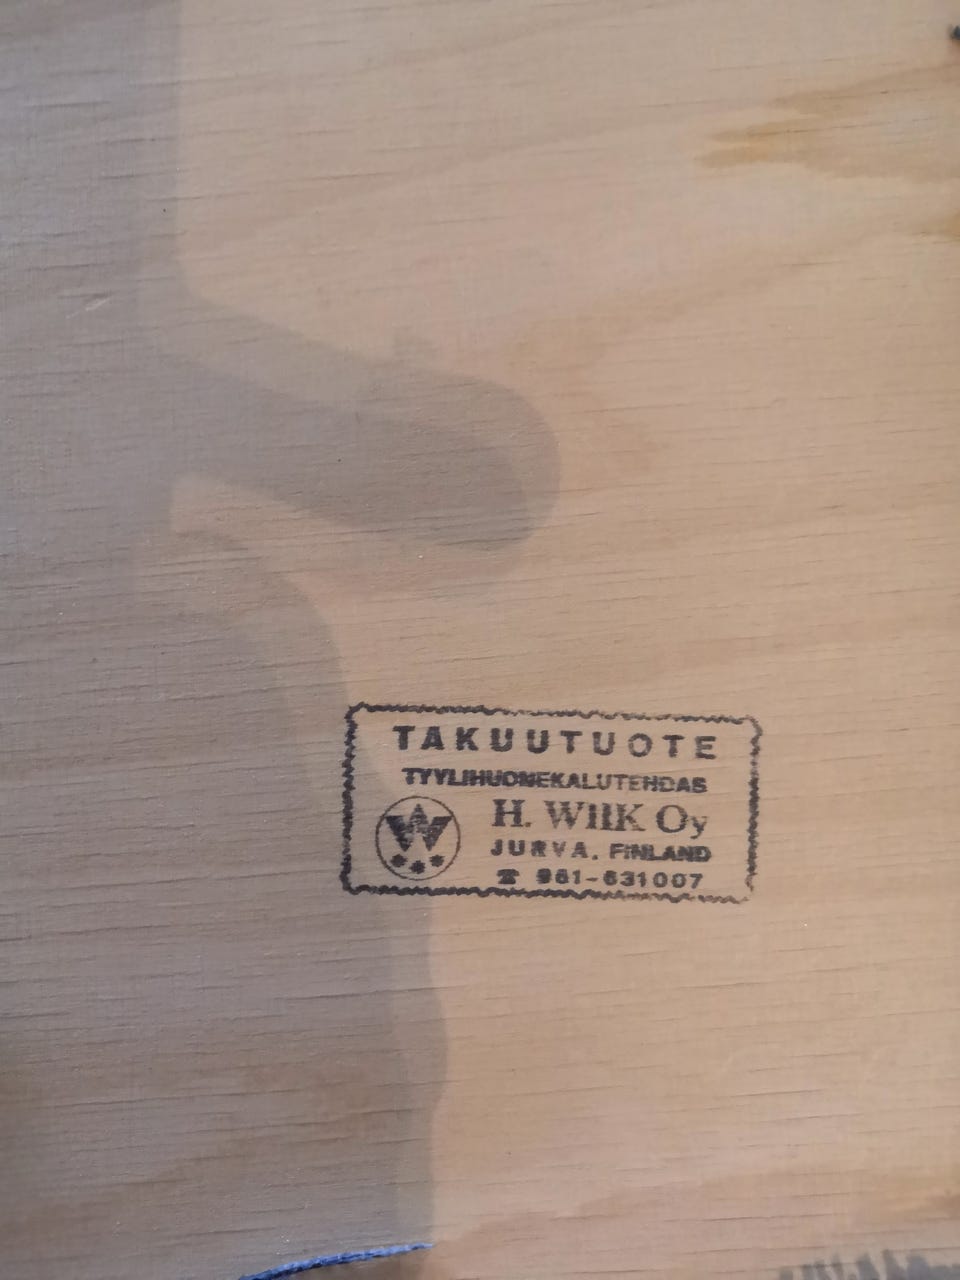 TAKUUTUOTE
TYYLIHUONEKALUTEHDAS
W
H. WIIK Oy
JURVA, FINLAND
☎ 961-631007